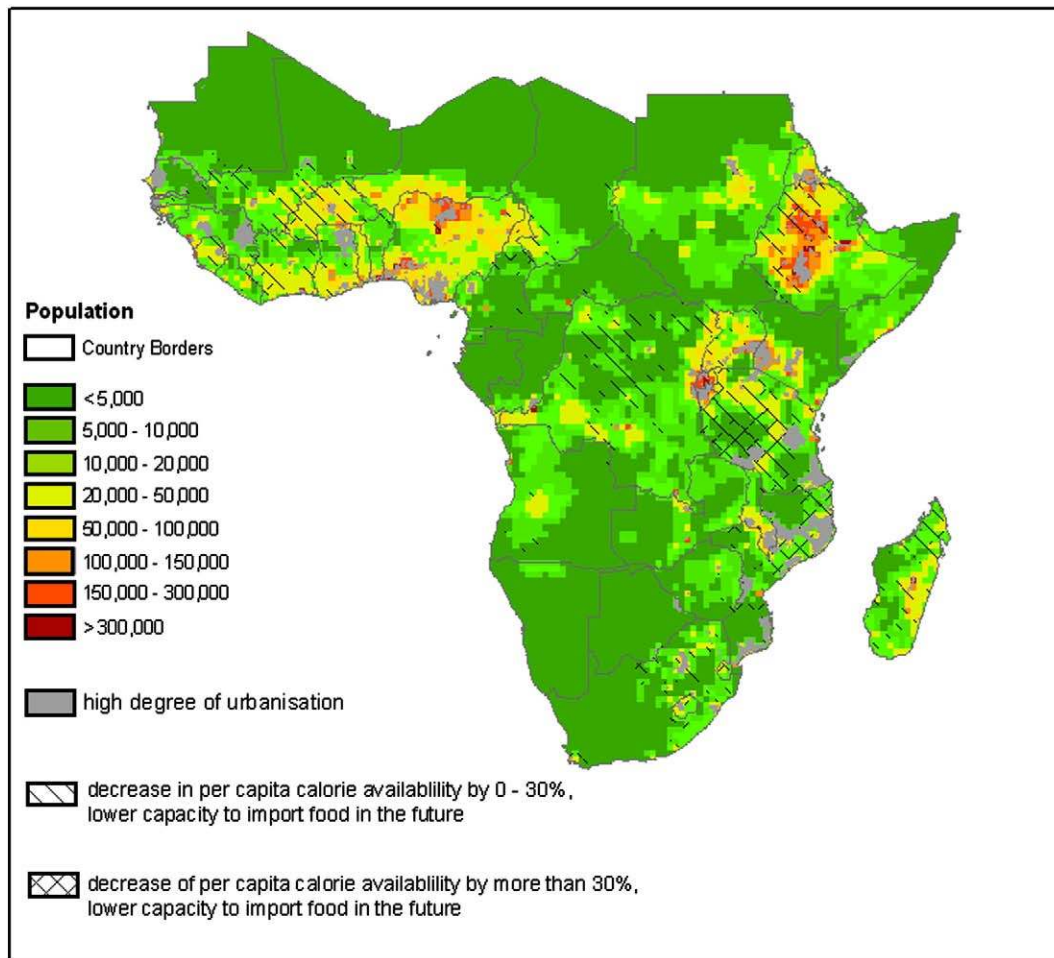 Population
Country Borders
<5,000
5,000 - 10,000
10,000 - 20,000
20,000 - 50,000
50,000 - 100,000
100,000 - 150,000
150,000 - 300,000
>300,000
high degree of urbanisation
decrease in per capita calorie availablility by 0 - 30%,
lower capacity to import food in the future
decrease of per capita calorie availablility by more than 30%,
lower capacity to import food in the future